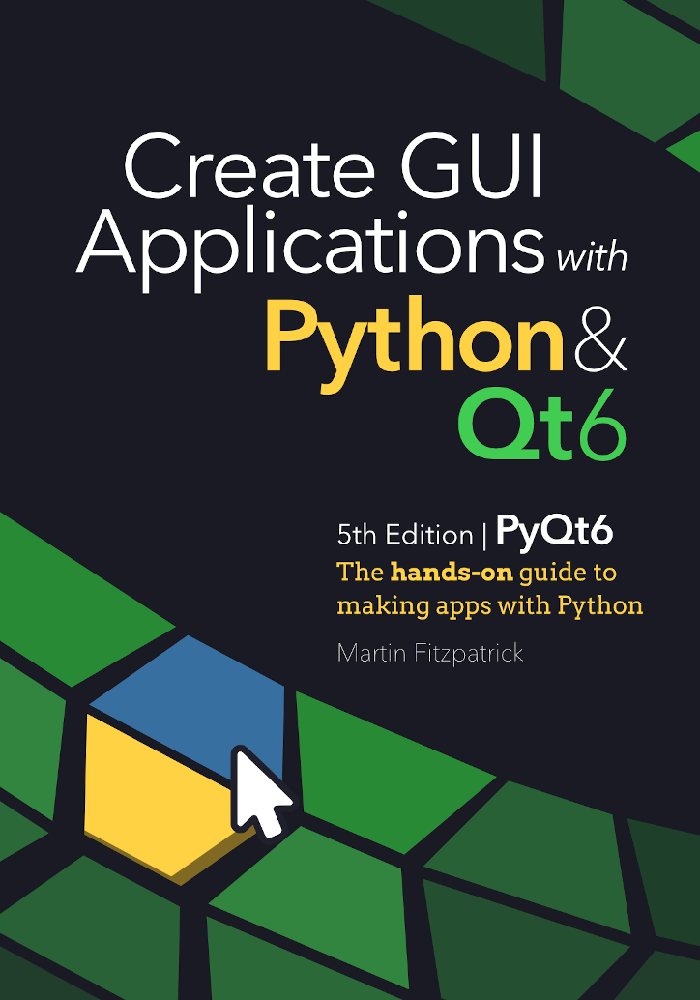 Create GUI
Applications with
Python &
Qt6
5th Edition | PyQt6
The hands-on guide to
making apps with Python
Martin Fitzpatrick